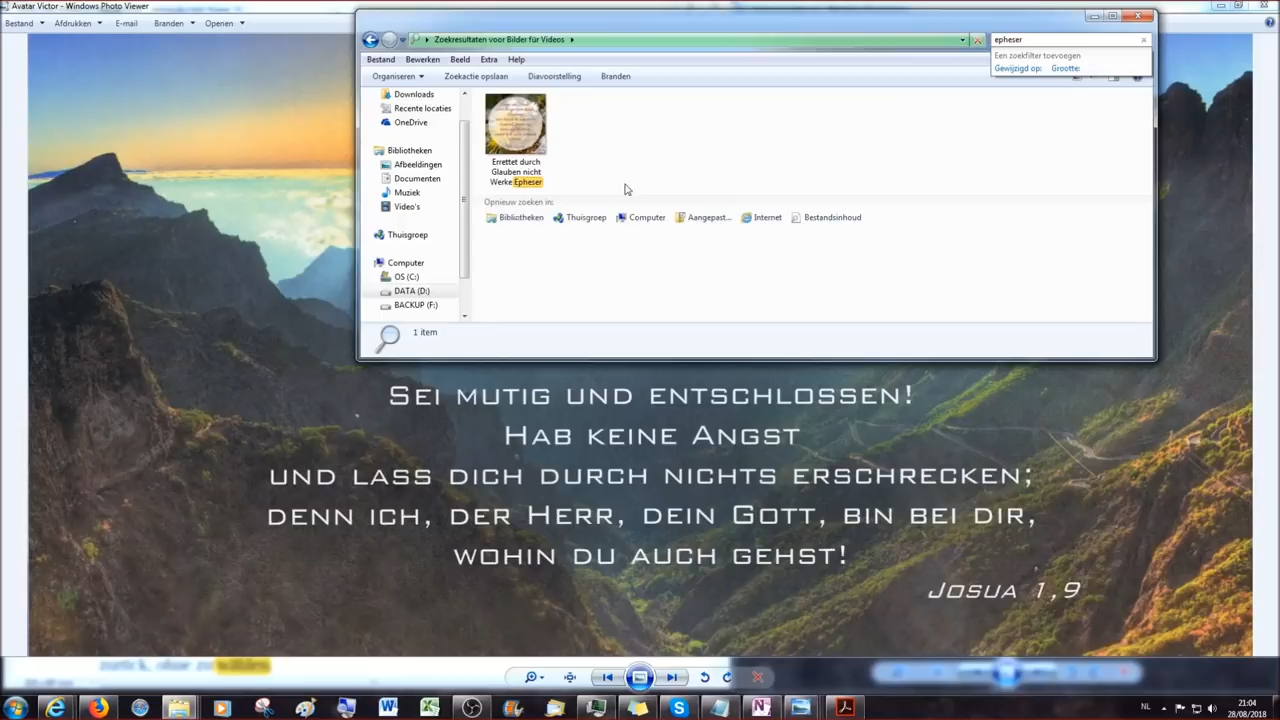 Avatar Victor - Windows Photo Viewer
Bestand Afdrukken E-mail Branden Openen
Zoekresultaten voor Bilder für Videos
epheser
Een zoekfilter toevoegen
Gewijzigd op: Grootte:
Bestand Bewerken Beeld Extra Help
Organiseren Zoekactie opslaan Diavoorstelling Branden
Downloads
Recente locaties
OneDrive
Bibliotheken
Afbeeldingen
Documenten
Muziek
Video's
Thuisgroep
Computer
OS (C:)
DATA (D:)
BACKUP (F:)
Errettet durch
Glauben nicht
Werke Epheser
Opnieuw zoeken in:
Bibliotheken Thuisgroep Computer Aangepast... Internet Bestandsinhoud
1 item
Sei mutig und entschlossen!
Hab keine Angst
und lass dich durch nichts erschrecken;
denn ich, der Herr, dein Gott, bin bei dir,
wohin du auch gehst!
Josua 1,9
zurück, ohne zu
NL
21:04
28/08/2018